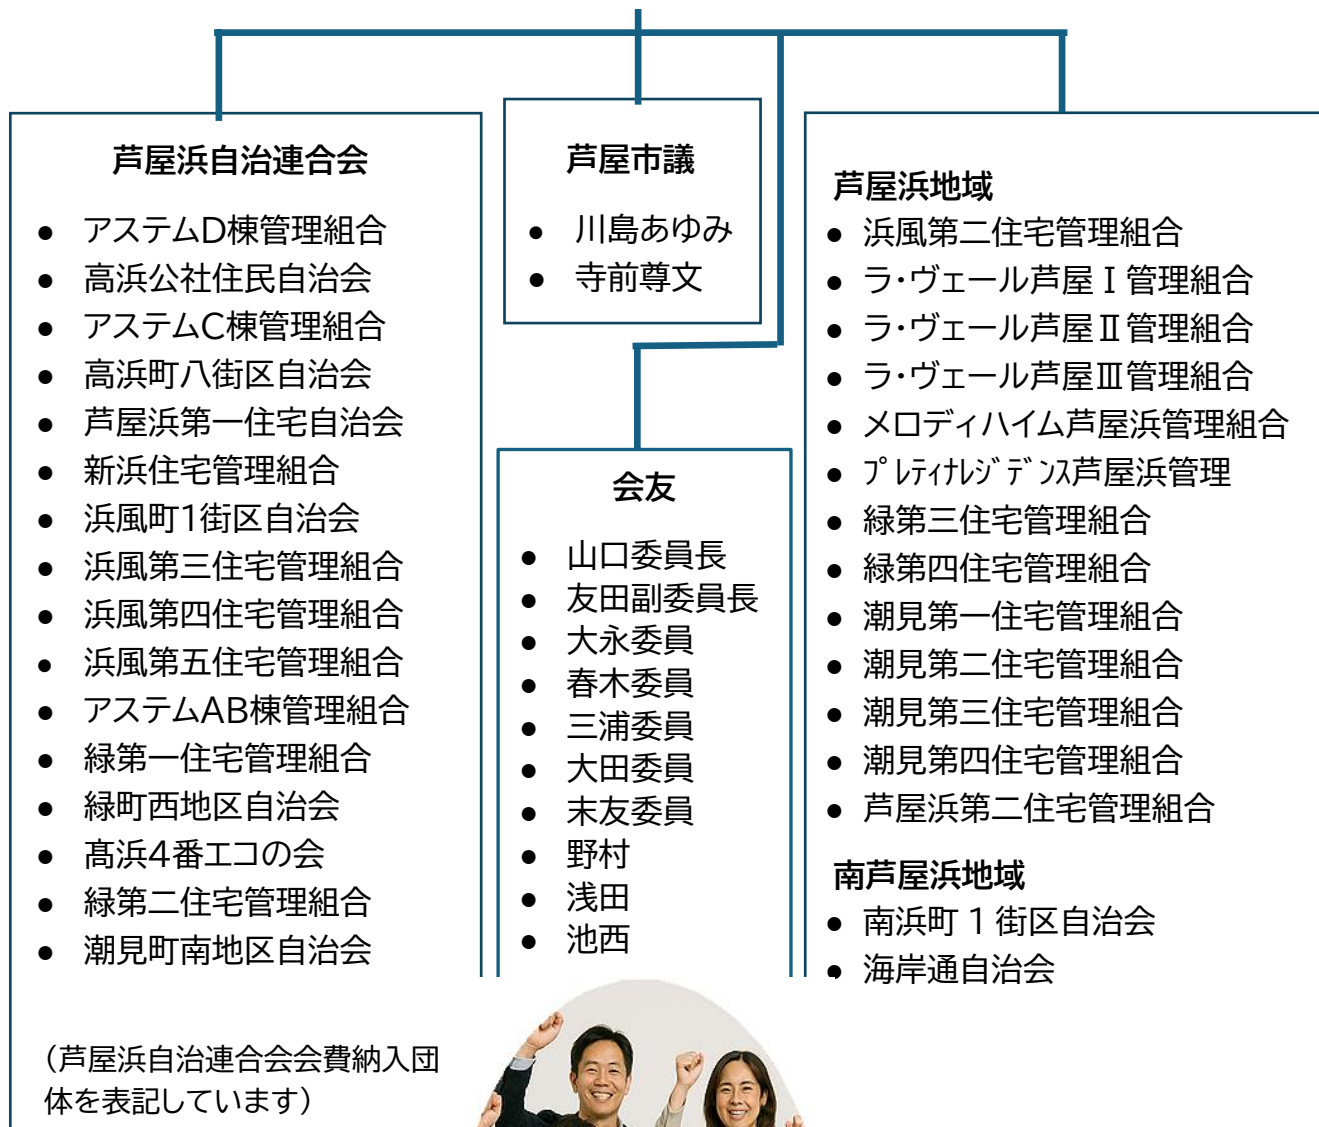 芦屋浜自治連合会
● アステムD棟管理組合
● 高浜公社住民自治会
● アステムC棟管理組合
● 高浜町八街区自治会
● 芦屋浜第一住宅自治会
● 新浜住宅管理組合
● 浜風町1街区自治会
● 浜風第三住宅管理組合
● 浜風第四住宅管理組合
● 浜風第五住宅管理組合
● アステムAB棟管理組合
● 緑第一住宅管理組合
● 緑町西地区自治会
● 髙浜4番エコの会
● 緑第二住宅管理組合
● 潮見町南地区自治会
(芦屋浜自治連合会会費納入団
体を表記しています)
芦屋市議
● 川島あゆみ
● 寺前尊文
会友
● 山口委員長
● 友田副委員長
● 大永委員
● 春木委員
● 三浦委員
● 大田委員
● 末友委員
● 野村
● 浅田
● 池西
芦屋浜地域
● 浜風第二住宅管理組合
● ラ・ヴェール芦屋Ⅰ管理組合
● ラ・ヴェール芦屋Ⅱ管理組合
● ラ・ヴェール芦屋Ⅲ管理組合
● メロディハイム芦屋浜管理組合
● プレティナレジデンス芦屋浜管理
● 緑第三住宅管理組合
● 緑第四住宅管理組合
● 潮見第一住宅管理組合
● 潮見第二住宅管理組合
● 潮見第三住宅管理組合
● 潮見第四住宅管理組合
● 芦屋浜第二住宅管理組合
南芦屋浜地域
● 南浜町1街区自治会
● 海岸通自治会